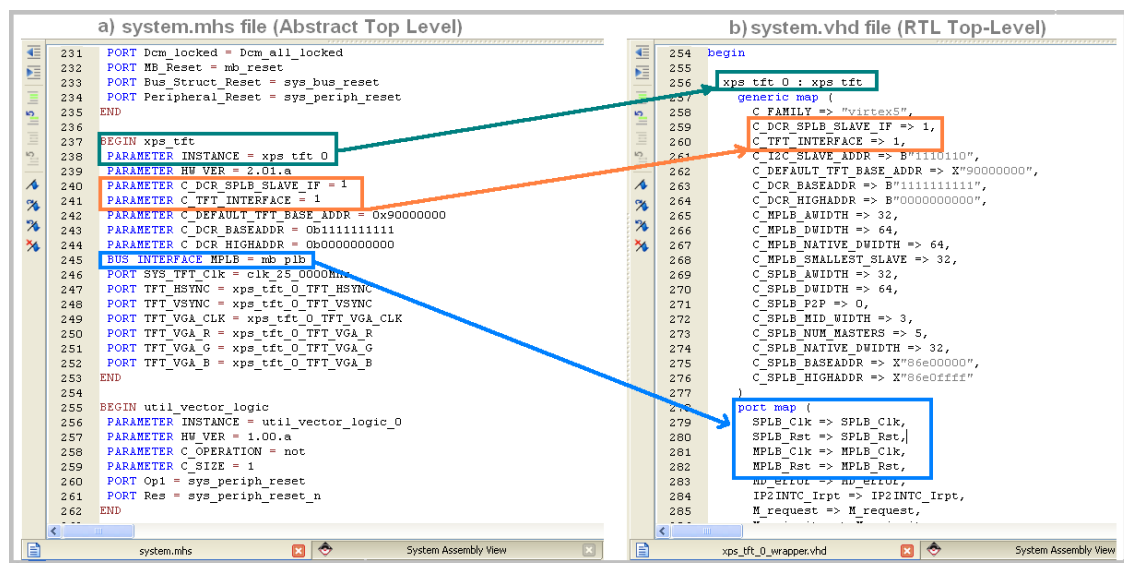 a) system.mhs file (Abstract Top Level)
231 PORT Dcm_locked = Dcm_all_locked
232 PORT MB_Reset = mb_reset
233 PORT Bus_Struct_Reset = sys_bus_reset
234 PORT Peripheral_Reset = sys_periph_reset
235 END
236
237 BEGIN xps_tft
238 PARAMETER INSTANCE = xps_tft_0
239 PARAMETER HW_VER = 2.01.a
240 PARAMETER C_DCR_SPLB_SLAVE_IF = 1
241 PARAMETER C_TFT_INTERFACE = 1
242 PARAMETER C_DEFAULT_TFT_BASE_ADDR = 0x90000000
243 PARAMETER C_DCR_BASEADDR = 0b1111111111
244 PARAMETER C_DCR_HIGHADDR = 0b0000000000
245 BUS_INTERFACE MPLB = mb_plb
246 PORT SYS_TFT_Clk = clk_25_0000MHz
247 PORT TFT_HSYNC = xps_tft_0_TFT_HSYNC
248 PORT TFT_VSYNC = xps_tft_0_TFT_VSYNC
249 PORT TFT_VGA_CLK = xps_tft_0_TFT_VGA_CLK
250 PORT TFT_VGA_R = xps_tft_0_TFT_VGA_R
251 PORT TFT_VGA_G = xps_tft_0_TFT_VGA_G
252 PORT TFT_VGA_B = xps_tft_0_TFT_VGA_B
253 END
254
255 BEGIN util_vector_logic
256 PARAMETER INSTANCE = util_vector_logic_0
257 PARAMETER HW_VER = 1.00.a
258 PARAMETER C_OPERATION = not
259 PARAMETER C_SIZE = 1
260 PORT Op1 = sys_periph_reset
261 PORT Res = sys_periph_reset_n
262 END
system.mhs
System Assembly View
b) system.vhd file (RTL Top-Level)
254 begin
255
256 xps_tft_0 : xps_tft
257 generic map (
258 C_FAMILY => "virtex5",
259 C_DCR_SPLB_SLAVE_IF => 1,
260 C_TFT_INTERFACE => 1,
261 C_I2C_SLAVE_ADDR => B"1110110",
262 C_DEFAULT_TFT_BASE_ADDR => X"90000000",
263 C_DCR_BASEADDR => B"1111111111",
264 C_DCR_HIGHADDR => B"0000000000",
265 C_MPLB_AWIDTH => 32,
266 C_MPLB_DWIDTH => 64,
267 C_MPLB_NATIVE_DWIDTH => 64,
268 C_MPLB_SMALLEST_SLAVE => 32,
269 C_SPLB_AWIDTH => 32,
270 C_SPLB_DWIDTH => 64,
271 C_SPLB_P2P => 0,
272 C_SPLB_MID_WIDTH => 3,
273 C_SPLB_NUM_MASTERS => 5,
274 C_SPLB_NATIVE_DWIDTH => 32,
275 C_SPLB_BASEADDR => X"86e00000",
276 C_SPLB_HIGHADDR => X"86e0ffff"
277 )
278 port map (
279 SPLB_Clk => SPLB_Clk,
280 SPLB_Rst => SPLB_Rst,
281 MPLB_Clk => MPLB_Clk,
282 MPLB_Rst => MPLB_Rst,
283 MD_error => MD_error,
284 IP2INTC_Irpt => IP2INTC_Irpt,
285 M_request => M_request,
xps_tft_0_wrapper.vhd
System Assembly View